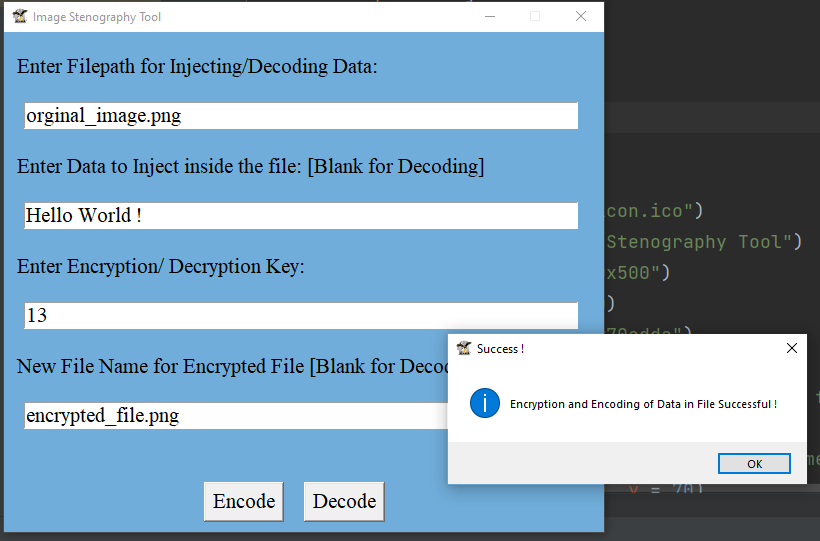 Image Stenography Tool
Enter Filepath for Injecting/Decoding Data:
orginal_image.png
Enter Data to Inject inside the file: [Blank for Decoding]
Hello World !
con.ico")
Stenography Tool")
Enter Encryption/ Decryption Key:
x500")
13
)
New File Name for Encrypted File [Blank for
Success !
encrypted_file.png
Encryption and Encoding of Data in File Successful !
OK
Encode
Decode
y = 70)